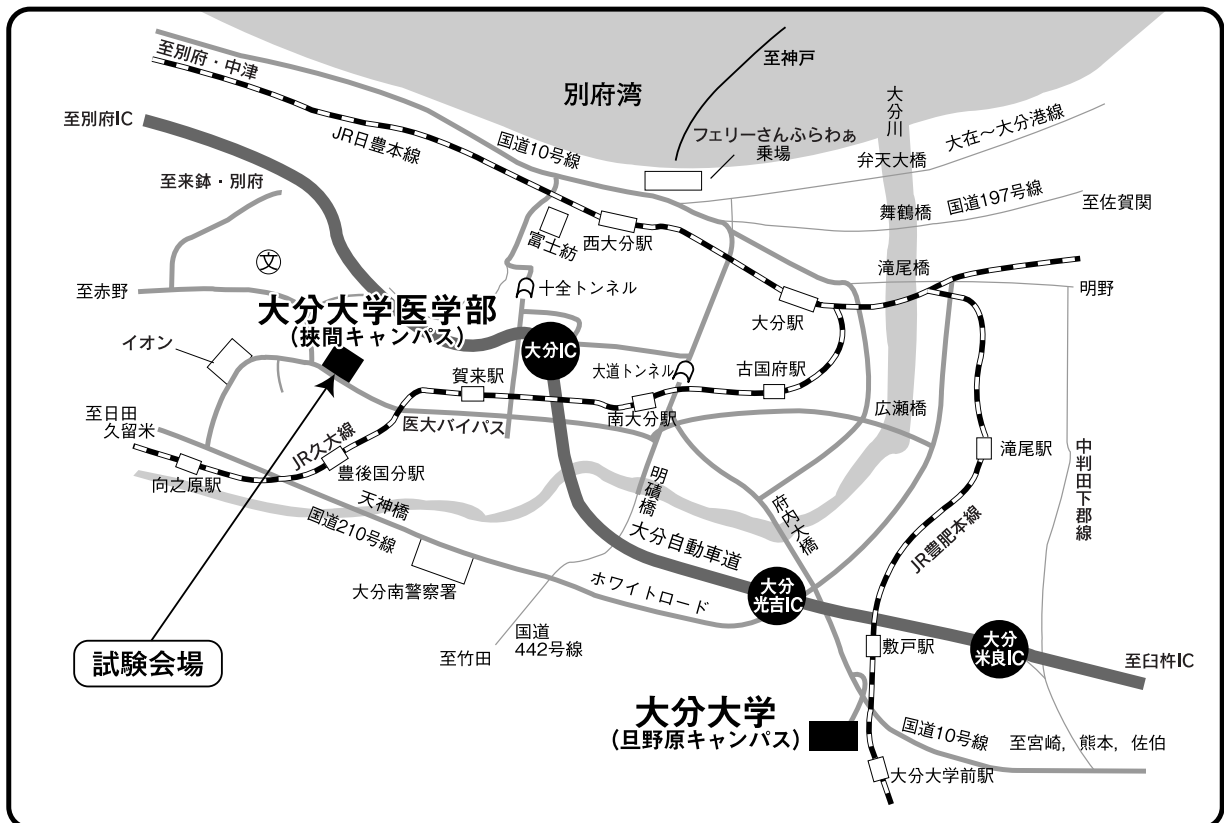 至別府・中津
至神戸
別府湾
大分川
至別府IC
JR日豊本線
国道10号線
フェリーさんふらわぁ
乗場
大在～大分港線
弁天大橋
至来鉢・別府
舞鶴橋
国道197号線
至佐賀関
富士紡
西大分駅
文
滝尾橋
十全トンネル
至赤野
明野
大分大学医学部
(挾間キャンパス)
大分駅
イオン
大分IC
賀来駅
大道トンネル
古国府駅
至日田
久留米
医大バイパス
南大分駅
広瀬橋
JR久大線
豊後国分駅
滝尾駅
向之原駅
明磧橋
中判田下郡線
天神橋
国道210号線
府内大橋
大分自動車道
JR豊肥本線
大分南警察署
ホワイトロード
大分
光吉IC
試験会場
至竹田
国道
442号線
敷戸駅
大分
米良IC
至臼杵IC
大分大学
(旦野原キャンパス)
国道10号線
至宮崎，熊本，佐伯
大分大学前駅